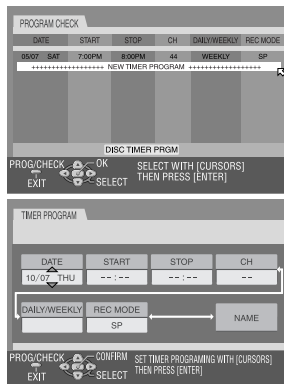 PROGRAM CHECK
DATE START STOP CH DAILY/WEEKLY REC MODE
05/07 SAT 7:00PM 8:00PM 44 WEEKLY SP
++++++++++++++++++ NEW TIMER PROGRAM ++++++++++++++++++
DISC TIMER PRGM
PROG/CHECK
EXIT
OK
SELECT
SELECT WITH [CURSORS]
THEN PRESS [ENTER]
TIMER PROGRAM
DATE START STOP CH
10/07 THU --:-- --:-- --
DAILY/WEEKLY REC MODE NAME
SP
PROG/CHECK
EXIT
CONFIRM
SELECT
SET TIMER PROGRAMING WITH [CURSORS]
THEN PRESS [ENTER]